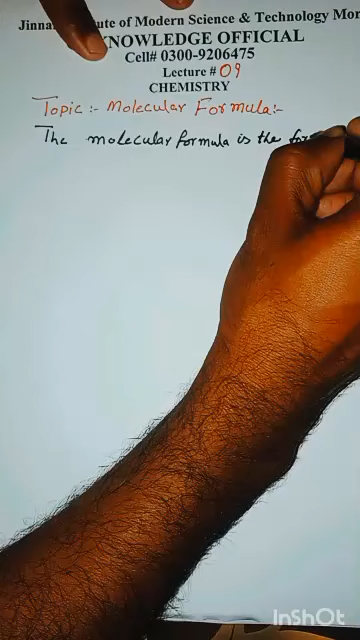 Jinna ute of Modern Science & Technology Mor
KNOWLEDGE OFFICIAL
Cell# 0300-9206475
Lecture # 09
CHEMISTRY
Topic :- Molecular Formula:-
The molecular formula is the
InShOt